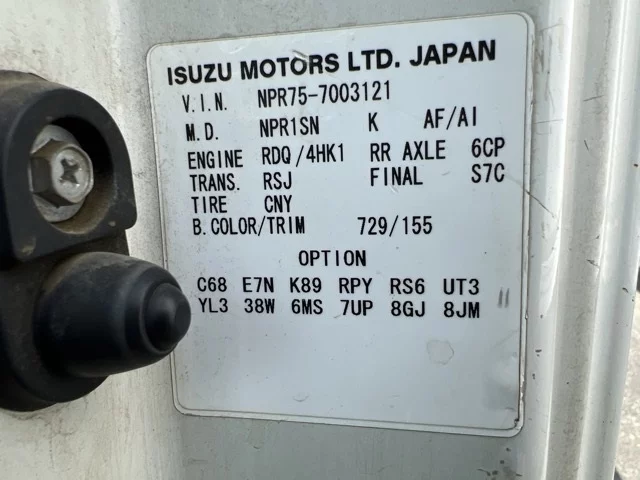 ISUZU MOTORS LTD. JAPAN
V.I.N. NPR75-7003121
M.D. NPR1SN K AF/AI
ENGINE RDQ/4HK1 RR AXLE 6CP
TRANS. RSJ FINAL S7C
TIRE CNY
B.COLOR/TRIM 729/155
OPTION
C68 E7N K89 RPY RS6 UT3
YL3 38W 6MS 7UP 8GJ 8JM